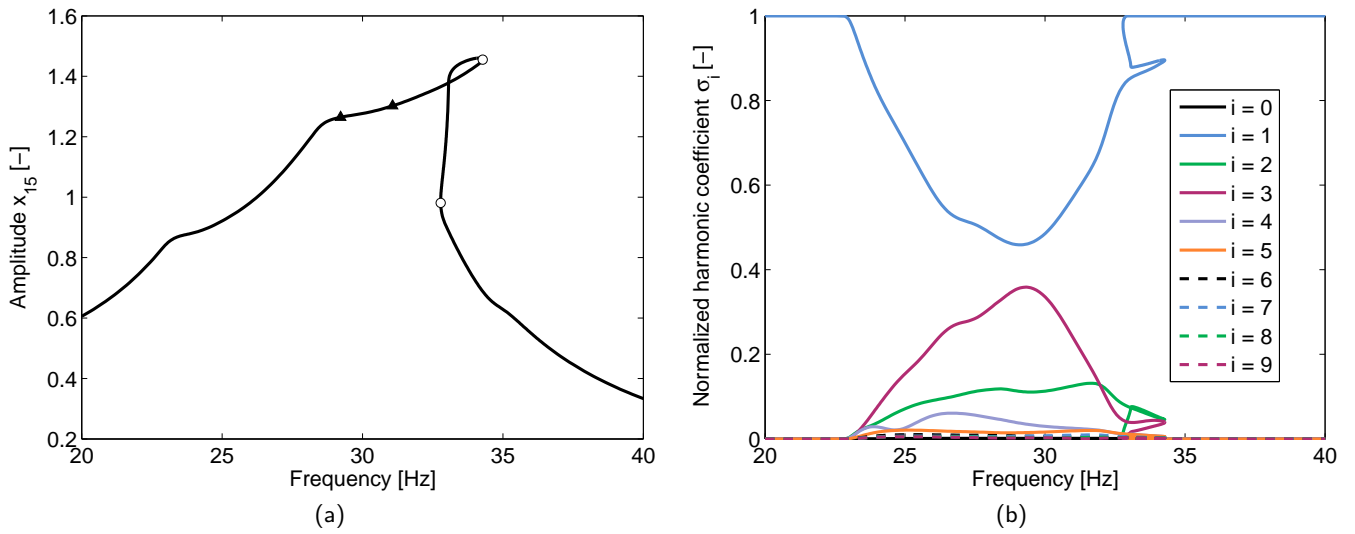 1.6
1.4
1.2
1
0.8
0.6
0.4
0.2
20
25
30
35
40
Amplitude x_15 [–]
Frequency [Hz]
(a)
1
0.8
0.6
0.4
0.2
0
20
25
30
35
40
Normalized harmonic coefficient σ_i [–]
Frequency [Hz]
i = 0
i = 1
i = 2
i = 3
i = 4
i = 5
i = 6
i = 7
i = 8
i = 9
(b)